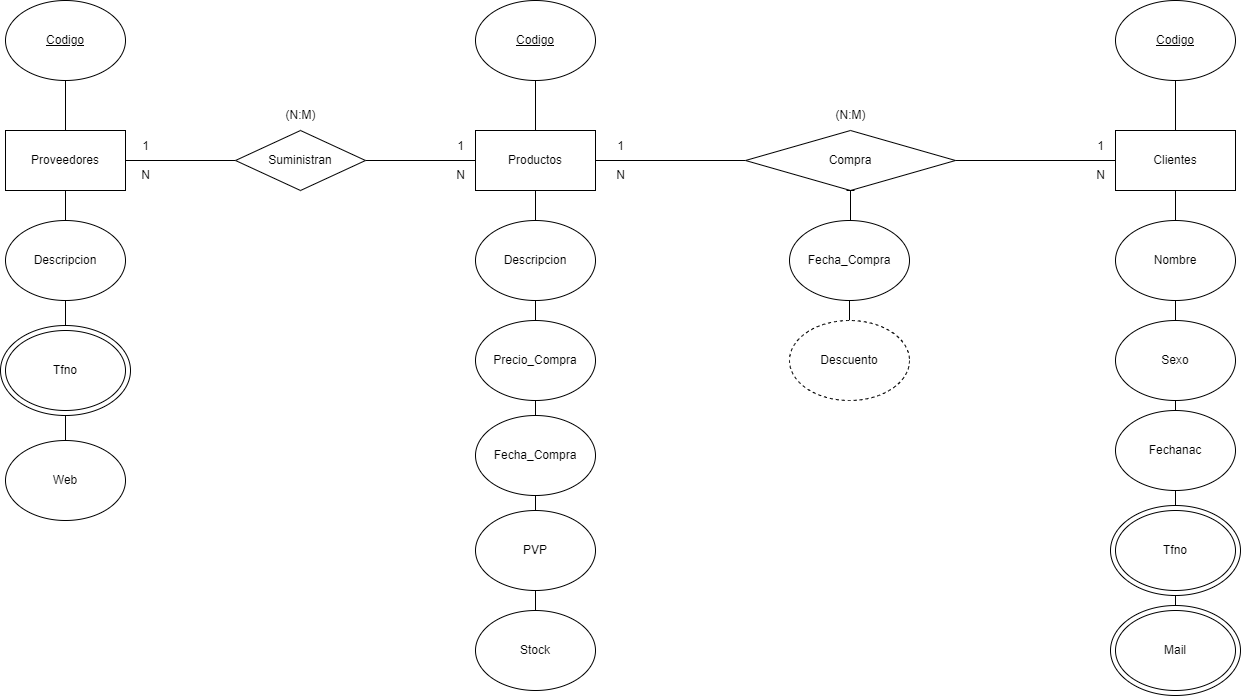 Codigo
Codigo
Codigo
(N:M)
(N:M)
Proveedores
1
N
Suministran
1
N
Productos
1
N
Compra
1
N
Clientes
Descripcion
Descripcion
Fecha_Compra
Nombre
Tfno
Precio_Compra
Descuento
Sexo
Web
Fecha_Compra
Fechanac
PVP
Tfno
Stock
Mail